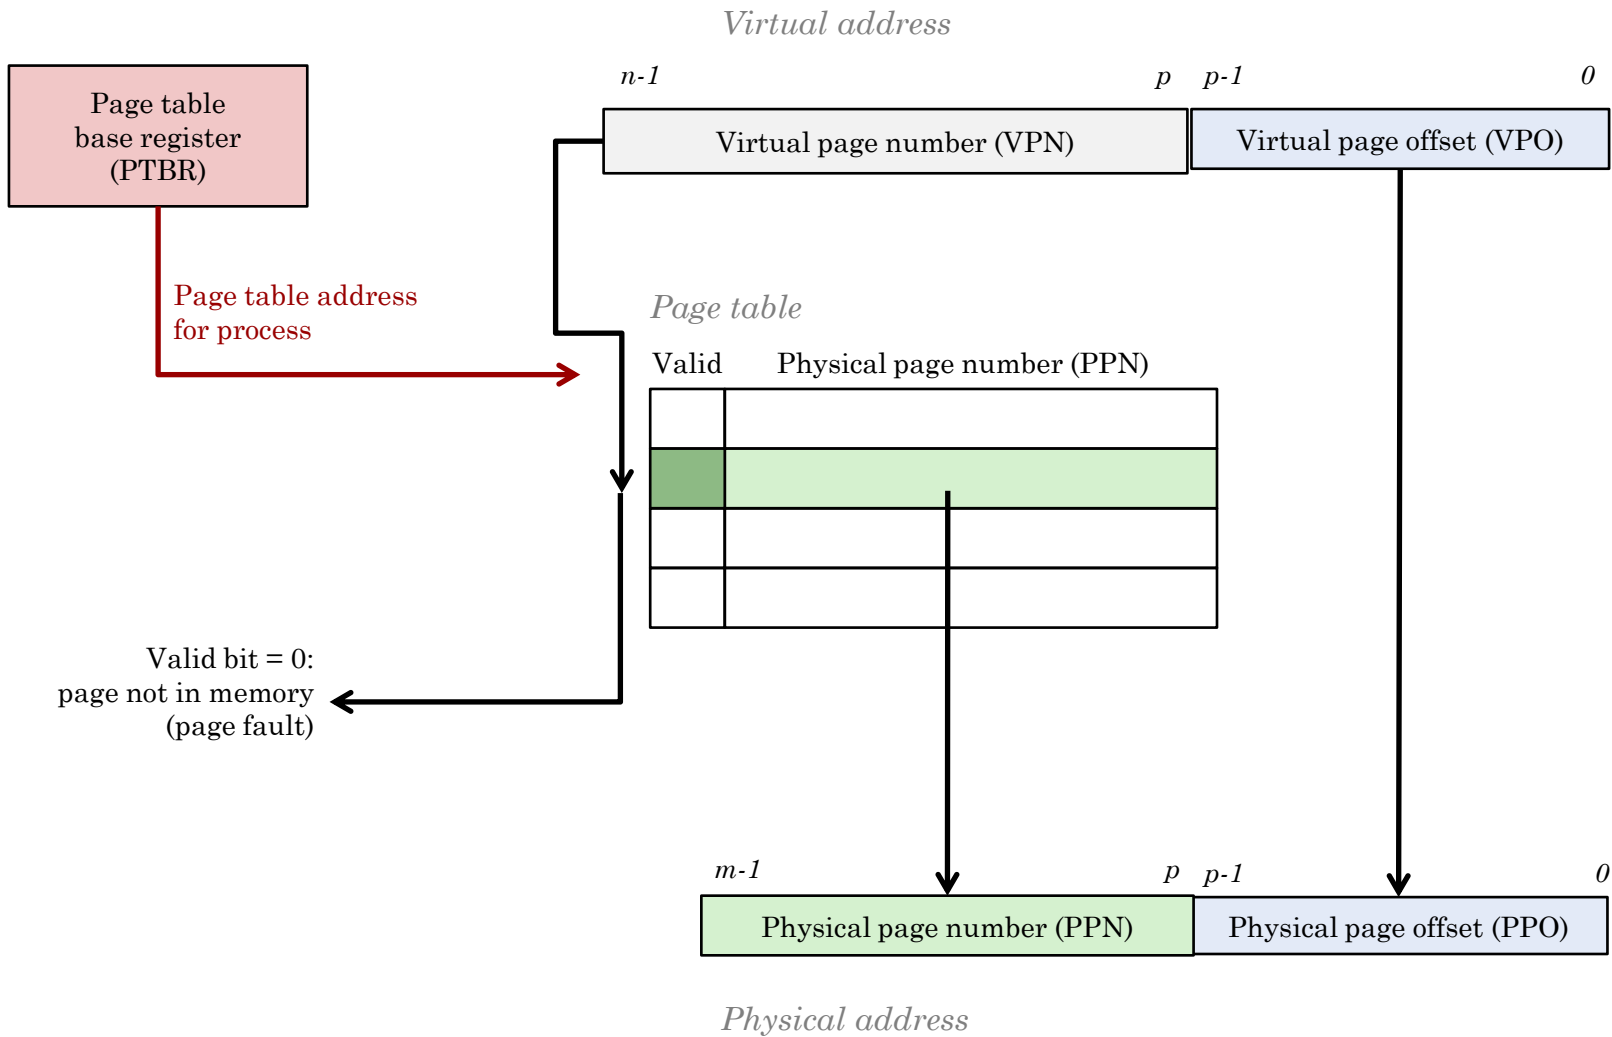 Virtual address
n-1
p
p-1
0
Page table
base register
(PTBR)
Virtual page number (VPN)
Virtual page offset (VPO)
Page table address
for process
Page table
Valid
Physical page number (PPN)
Valid bit = 0:
page not in memory
(page fault)
m-1
p
p-1
0
Physical page number (PPN)
Physical page offset (PPO)
Physical address